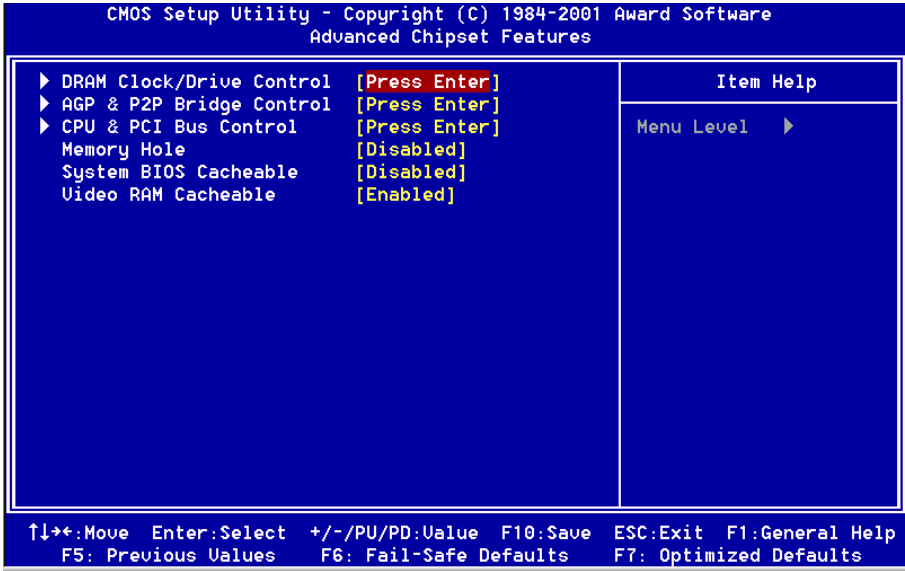 CMOS Setup Utility - Copyright (C) 1984-2001 Award Software
Advanced Chipset Features
DRAM Clock/Drive Control [Press Enter]
AGP & P2P Bridge Control [Press Enter]
CPU & PCI Bus Control [Press Enter]
Memory Hole [Disabled]
System BIOS Cacheable [Disabled]
Video RAM Cacheable [Enabled]
Item Help
Menu Level
↑↓→←:Move Enter:Select +/-/PU/PD:Value F10:Save ESC:Exit F1:General Help
F5: Previous Values F6: Fail-Safe Defaults F7: Optimized Defaults